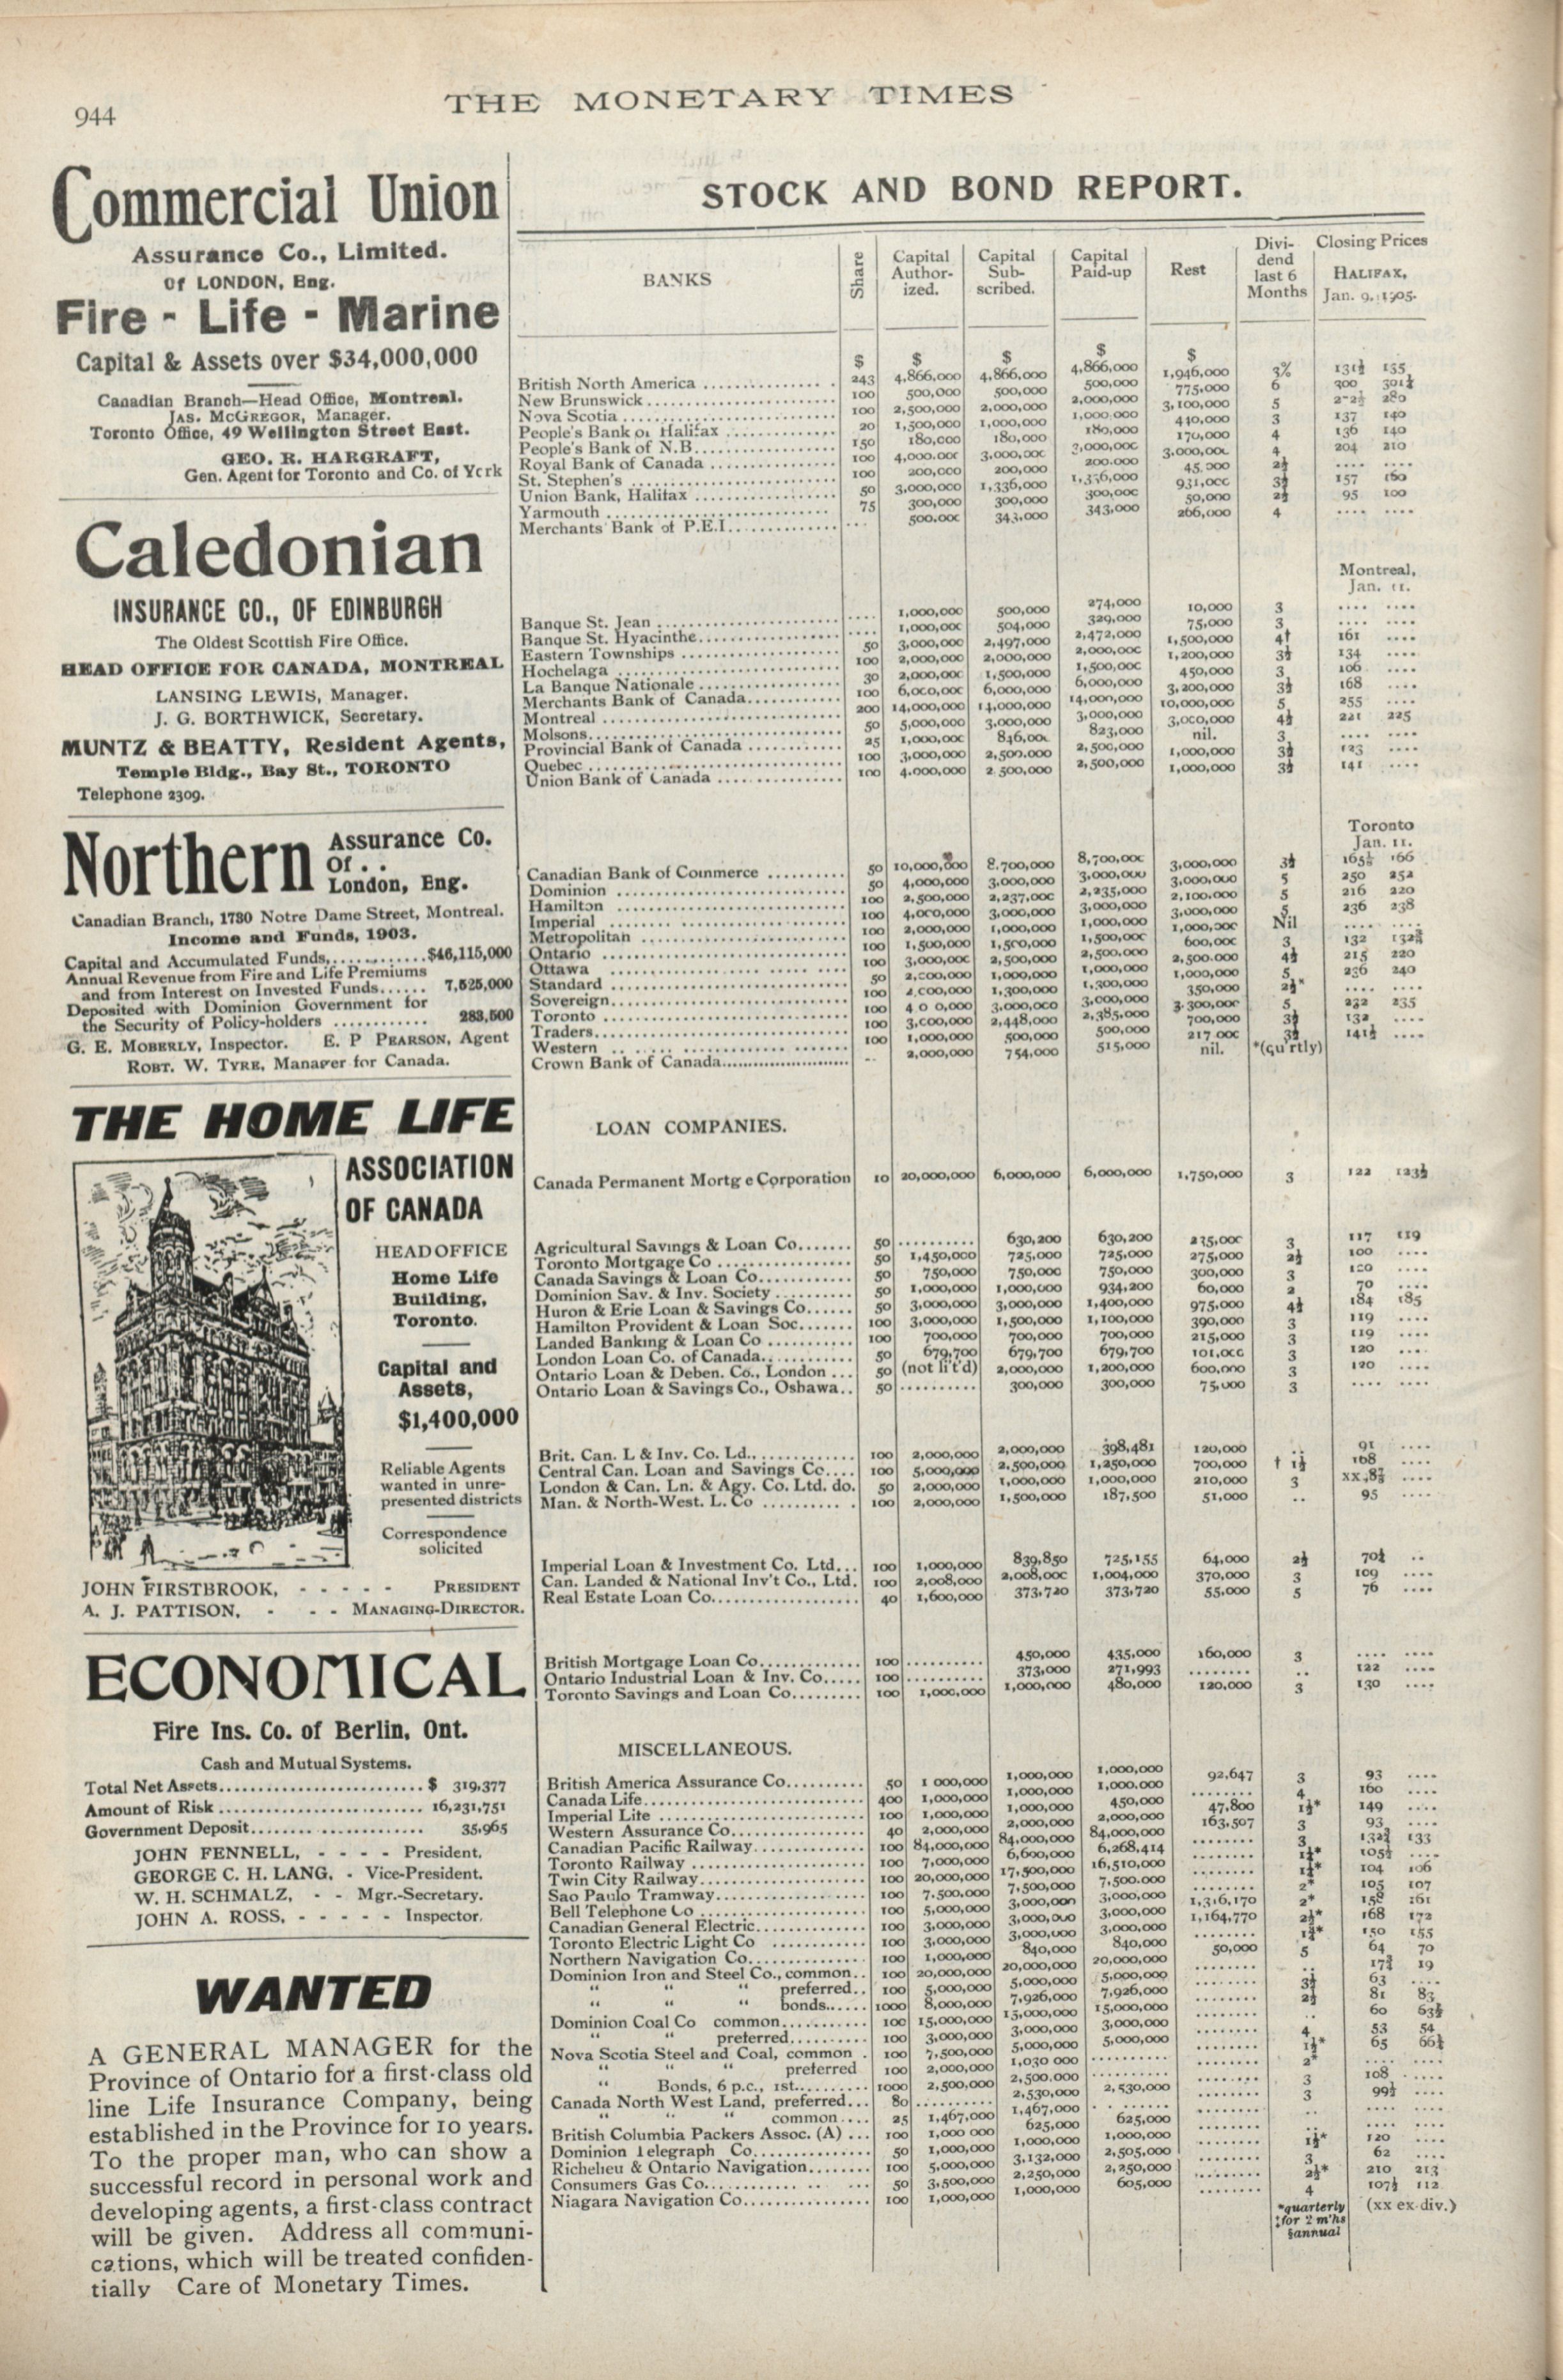 944
THE MONETARY TIMES
Commercial Union
Assurance Co., Limited.
Of LONDON, Eng.
Fire - Life - Marine
Capital & Assets over $34,000,000
Canadian Branch—Head Office, Montreal.
JAS. MCGREGOR, Manager.
Toronto Office, 49 Wellington Street East.
GEO. R. HARGRAFT,
Gen. Agent for Toronto and Co. of York
Caledonian
INSURANCE CO., OF EDINBURGH
The Oldest Scottish Fire Office.
HEAD OFFICE FOR CANADA, MONTREAL
LANSING LEWIS, Manager.
J. G. BORTHWICK, Secretary.
MUNTZ & BEATTY, Resident Agents,
Temple Bldg., Bay St., TORONTO
Telephone 2309.
Northern Assurance Co.
Of . .
London, Eng.
Canadian Branch, 1730 Notre Dame Street, Montreal.
Income and Funds, 1903.
Capital and Accumulated Funds, $46,115,000
Annual Revenue from Fire and Life Premiums
and from Interest on Invested Funds...... 7,525,000
Deposited with Dominion Government for
the Security of Policy-holders ............ 283,500
G. E. MOBERLY, Inspector. E. P PEARSON, Agent
ROBT. W. TYRE, Manager for Canada.
THE HOME LIFE
ASSOCIATION
OF CANADA
HEAD OFFICE
Home Life
Building,
Toronto.
Capital and
Assets,
$1,400,000
Reliable Agents
wanted in unre-
presented districts
Correspondence
solicited
JOHN FIRSTBROOK, - - - - - PRESIDENT
A. J. PATTISON, - - - MANAGING-DIRECTOR.
ECONOMICAL
Fire Ins. Co. of Berlin, Ont.
Cash and Mutual Systems.
Total Net Assets.......................... $ 319,377
Amount of Risk .......................... 16,231,751
Government Deposit...................... 35,965
JOHN FENNELL, - - - - President.
GEORGE C. H. LANG, - Vice-President.
W. H. SCHMALZ, - - Mgr.-Secretary.
JOHN A. ROSS, - - - - - Inspector.
WANTED
A GENERAL MANAGER for the
Province of Ontario for a first-class old
line Life Insurance Company, being
established in the Province for 10 years.
To the proper man, who can show a
successful record in personal work and
developing agents, a first-class contract
will be given. Address all communi-
cations, which will be treated confiden-
tially Care of Monetary Times.
STOCK AND BOND REPORT.
BANKS
Share
Capital Author-ized.
Capital Sub-scribed.
Capital Paid-up
Rest
Divi-dend last 6 Months
Closing Prices
HALIFAX,
Jan. 9, 1905.
$ $ $ $ $
British North America 243 4,866,000 4,866,000 4,866,000 1,946,000 3% 131½ 135
New Brunswick 100 500,000 500,000 500,000 775,000 6 300 301½
Nova Scotia 100 2,500,000 2,000,000 2,000,000 3,100,000 5 280
People's Bank of Halifax 20 1,500,000 1,000,000 1,000,000 440,000 3 137 140
People's Bank of N.B. 150 180,000 180,000 180,000 170,000 4 136 140
Royal Bank of Canada 100 4,000,000 3,000,000 3,000,000 3,000,000 4 204 210
St. Stephen's 100 200,000 200,000 200,000 45,000 2½ .... ....
Union Bank, Halifax 50 3,000,000 1,336,000 1,336,000 931,000 3½ 157 160
Yarmouth 75 300,000 300,000 300,000 50,000 2½ 95 100
Merchants Bank of P.E.I. ... 500,000 343,000 343,000 266,000 4 .... ....
Montreal,
Jan. 11.
Banque St. Jean .... 1,000,000 500,000 274,000 10,000 3 .... ....
Banque St. Hyacinthe .... 1,000,000 504,000 329,000 75,000 3 .... ....
Eastern Townships 50 3,000,000 2,497,000 2,472,000 1,500,000 4† 161 ....
Hochelaga 100 2,000,000 2,000,000 2,000,000 1,200,000 3½ 134 ....
La Banque Nationale 30 2,000,000 1,500,000 1,500,000 450,000 3 106 ....
Merchants Bank of Canada 100 6,000,000 6,000,000 6,000,000 3,200,000 3½ 168 ....
Montreal 200 14,000,000 14,000,000 14,000,000 10,000,000 5 255 ....
Molsons 50 5,000,000 3,000,000 3,000,000 3,000,000 4½ 221 225
Provincial Bank of Canada 25 1,000,000 846,000 823,000 nil. 3 .... ....
Quebec 100 3,000,000 2,500,000 2,500,000 1,000,000 3½ 123 ....
Union Bank of Canada 100 4,000,000 2 500,000 2,500,000 1,000,000 3½ 141 ....
Toronto
Jan. 11.
Canadian Bank of Commerce 50 10,000,000 8,700,000 8,700,000 3,000,000 3½ 165½ 166
Dominion 50 4,000,000 3,000,000 3,000,000 3,000,000 5 250 252
Hamilton 100 2,500,000 2,237,000 2,235,000 2,100,000 5 216 220
Imperial 100 4,000,000 3,000,000 3,000,000 3,000,000 5 236 238
Metropolitan 100 2,000,000 1,000,000 1,000,000 1,000,000 Nil .... ....
Ontario 100 1,500,000 1,500,000 1,500,000 600,000 3 132 132¾
Ottawa 100 3,000,000 2,500,000 2,500,000 2,500,000 4½ 215 220
Standard 50 2,000,000 1,000,000 1,000,000 1,000,000 5 236 240
Sovereign 100 1,300,000 1,300,000 350,000 .... ....
Toronto 100 4 0 0,000 3,000,000 3,000,000 3,300,000 5 232 235
Traders 100 3,000,000 2,448,000 2,385,000 700,000 3½ 132 ....
Western 100 1,000,000 500,000 500,000 217 000 3½ 141½ ....
Crown Bank of Canada .. 2,000,000 754,000 515,000 nil. *(qu'rtly)
LOAN COMPANIES.
Canada Permanent Mortg e Corporation 10 20,000,000 6,000,000 6,000,000 1,750,000 3 122 123½
Agricultural Savings & Loan Co. 50 .......... 630,200 630,200 235,000 3 117 119
Toronto Mortgage Co 50 1,450,000 725,000 725,000 275,000 2½ 100 ....
Canada Savings & Loan Co. 50 750,000 750,000 750,000 300,000 3 120 ....
Dominion Sav. & Inv. Society 50 1,000,000 1,000,000 934,200 60,000 2 70 ....
Huron & Erie Loan & Savings Co. 50 3,000,000 3,000,000 1,400,000 975,000 4½ 184 185
Hamilton Provident & Loan Soc. 100 3,000,000 1,500,000 1,100,000 390,000 3 119 ....
Landed Banking & Loan Co 100 700,000 700,000 700,000 215,000 3 119 ....
London Loan Co. of Canada 50 679,700 679,700 679,700 101,000 3 120 ....
Ontario Loan & Deben. Co., London 50 (not li't'd) 2,000,000 1,200,000 600,000 3 120 ....
Ontario Loan & Savings Co., Oshawa 50 .......... 300,000 300,000 75,000 3 .... ....
Brit. Can. L & Inv. Co. Ld., 100 2,000,000 2,000,000 398,481 120,000 .. 91 ....
Central Can. Loan and Savings Co. 100 5,000,000 2,500,000 1,250,000 700,000 † 1½ 168 ....
London & Can. Ln. & Agy. Co. Ltd. do. 50 2,000,000 1,000,000 1,000,000 210,000 3 ....
Man. & North-West. L. Co 100 2,000,000 1,500,000 187,500 51,000 .. 95 ....
Imperial Loan & Investment Co. Ltd. 100 1,000,000 839,850 725,155 64,000 2½ 70½ ..
Can. Landed & National Inv't Co., Ltd. 100 2,008,000 2,008,000 1,004,000 370,000 3 109 ....
Real Estate Loan Co. 40 1,600,000 373,720 373,720 55,000 5 76 ....
British Mortgage Loan Co. 100 .......... 450,000 435,000 160,000 3 .... ....
Ontario Industrial Loan & Inv. Co. 100 .......... 373,000 271,993 ........ .. 122 ....
Toronto Savings and Loan Co. 100 1,000,000 1,000,000 480,000 120,000 3 130 ....
MISCELLANEOUS.
British America Assurance Co. 50 1 000,000 1,000,000 1,000,000 92,647 3 93 ....
Canada Life 400 1,000,000 1,000,000 1,000,000 ........ 4 160 ....
Imperial Life 100 1,000,000 1,000,000 450,000 47,800 1½* 149 ....
Western Assurance Co. 40 2,000,000 2,000,000 2,000,000 163,507 3 93 ....
Canadian Pacific Railway 100 84,000,000 84,000,000 84,000,000 ........ 3 132¾ 133
Toronto Railway 100 7,000,000 6,600,000 6,268,414 ........ 105½ ....
Twin City Railway 100 20,000,000 17,500,000 16,510,000 ........ 104 106
Sao Paulo Tramway 100 7,500,000 7,500,000 7,500,000 ........ 2* 105 107
Bell Telephone Co 100 5,000,000 3,000,000 3,000,000 1,316,170 2* 158 161
Canadian General Electric 100 3,000,000 3,000,000 3,000,000 1,164,770 2½* 168 172
Toronto Electric Light Co 100 3,000,000 3,000,000 3,000,000 ........ 150 155
Northern Navigation Co. 100 1,000,000 840,000 840,000 50,000 5 64 70
Dominion Iron and Steel Co., common 100 20,000,000 20,000,000 20,000,000 ........ .. 19
" " " preferred 100 5,000,000 5,000,000 5,000,000 ........ 3½ 63 ....
" " " bonds 1000 8,000,000 7,926,000 7,926,000 ........ 2½ 81 83
Dominion Coal Co common 100 15,000,000 15,000,000 15,000,000 ........ .. 60 63½
" " preferred 100 3,000,000 3,000,000 3,000,000 ........ 4 53 54
Nova Scotia Steel and Coal, common 100 7,500,000 5,000,000 5,000,000 ........ 65 66½
" " " preferred 100 2,000,000 1,030 000 .......... ........ 2* .... ....
" Bonds, 6 p.c., 1st 1000 2,500,000 2,500,000 .......... ........ 3 108 ....
Canada North West Land, preferred 80 .......... 2,530,000 2,530,000 ........ 3 99½ ....
" " " common 25 1,467,000 1,467,000 ........ .. .... ....
British Columbia Packers Assoc. (A) 100 1,000 000 625,000 625,000 ........ .. .... ....
Dominion Telegraph Co. 50 1,000,000 1,000,000 1,000,000 ........ 1½* 120 ....
Richelieu & Ontario Navigation 100 5,000,000 3,132,000 2,505,000 ........ 3 62 ....
Consumers Gas Co. 50 3,500,000 2,250,000 2,250,000 ........ 2½* 210 213
Niagara Navigation Co. 100 1,000,000 1,000,000 605,000 ........ 4 107½ 112
*quarterly
‡for 2 m'hs
§annual
(xx ex-div.)